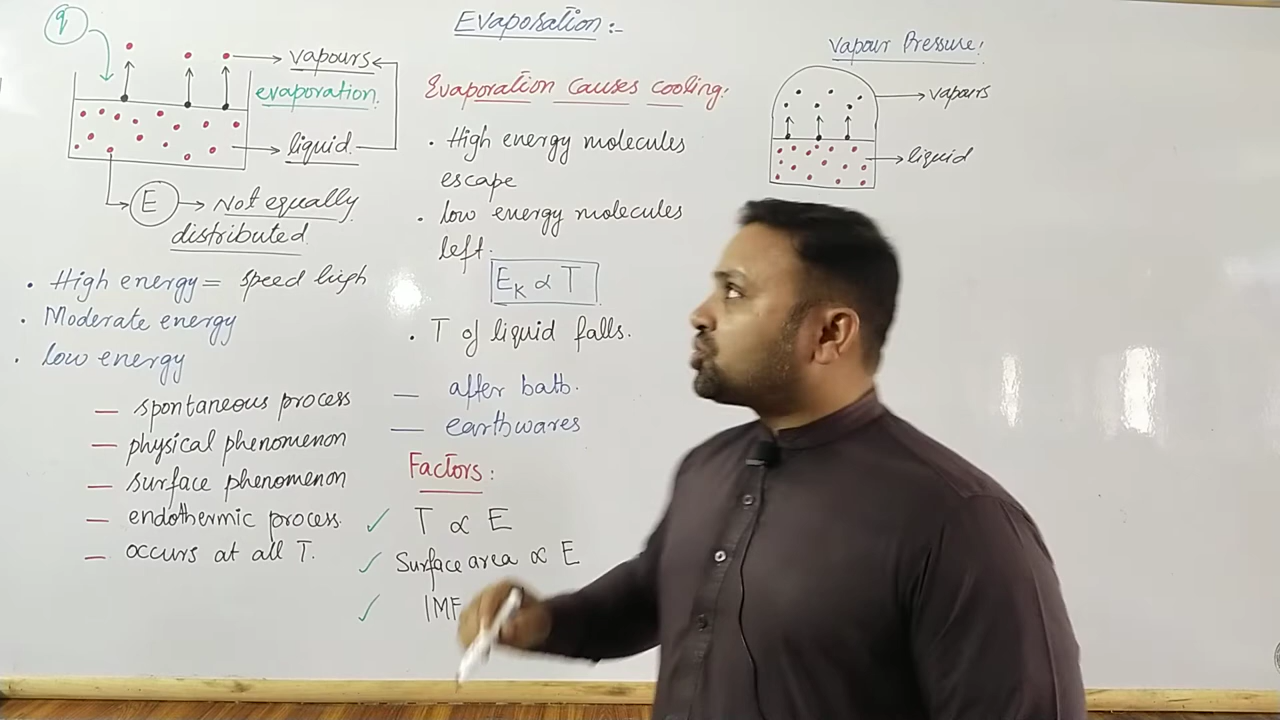 Evaporation:-
q
vapours
evaporation
liquid
E → Not equally
distributed
• High energy = speed high
• Moderate energy
• low energy
— spontaneous process
— physical phenomenon
— surface phenomenon
— endothermic process
— occurs at all T.
Evaporation causes cooling:
• High energy molecules
escape
• low energy molecules
left.
E_K ∝ T
• T of liquid falls.
— after bath.
— earthwares
Factors:
✓ T ∝ E
✓ Surface area ∝ E
✓ IMF
Vapour Pressure:
vapours
liquid